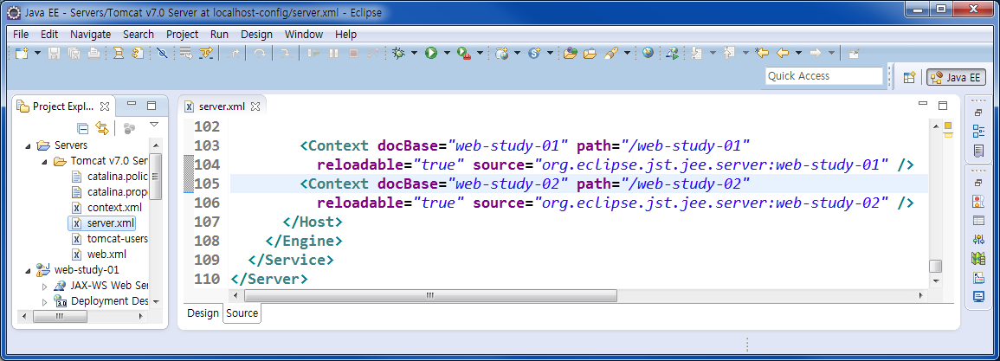 Java EE - Servers/Tomcat v7.0 Server at localhost-config/server.xml - Eclipse
File Edit Navigate Search Project Run Design Window Help
Quick Access
Java EE
Project Expl...
Servers
Tomcat v7.0 Ser
catalina.polic
catalina.prope
context.xml
server.xml
tomcat-users
web.xml
web-study-01
JAX-WS Web Se
3.0 Deployment Des
server.xml
102
103 <Context docBase="web-study-01" path="/web-study-01"
104 reloadable="true" source="org.eclipse.jst.jee.server:web-study-01" />
105 <Context docBase="web-study-02" path="/web-study-02"
106 reloadable="true" source="org.eclipse.jst.jee.server:web-study-02" />
107 </Host>
108 </Engine>
109 </Service>
110 </Server>
Design Source